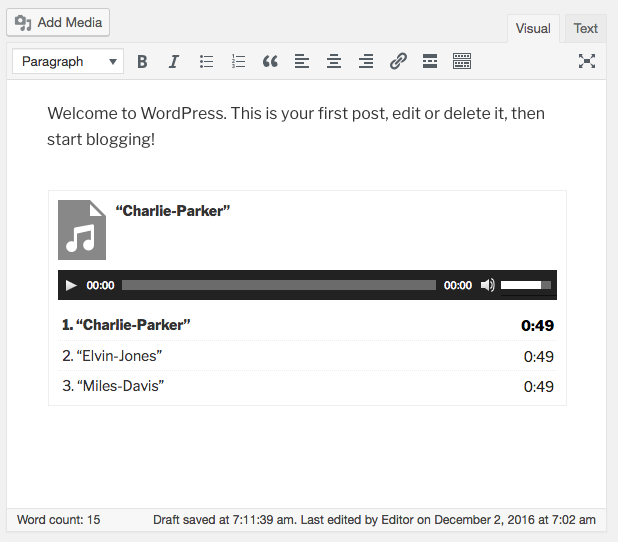 Add Media
Visual Text
Paragraph B I
Welcome to WordPress. This is your first post, edit or delete it, then
start blogging!
“Charlie-Parker”
00:00 00:00
1. “Charlie-Parker” 0:49
2. “Elvin-Jones” 0:49
3. “Miles-Davis” 0:49
Word count: 15 Draft saved at 7:11:39 am. Last edited by Editor on December 2, 2016 at 7:02 am